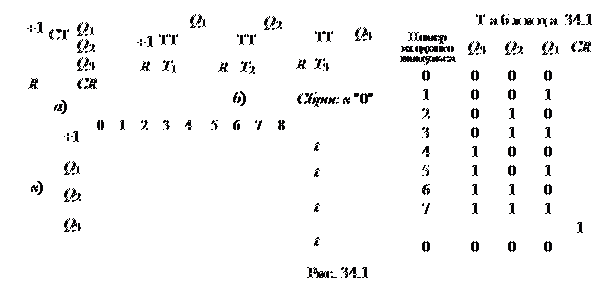 +1 CT Q1
Q2
Q3
R CR
а)
+1 TT Q1 TT Q2 TT Q3
R T1 R T2 R T3
б)
Сброс в "0"
0 1 2 3 4 5 6 7 8
+1
Q1 t
Q2 t
в)
Q3 t
t
Рис. 34.1
Таблица 34.1
Номер входного импульса Q3 Q2 Q1 CR
0 0 0 0
1 0 0 1
2 0 1 0
3 0 1 1
4 1 0 0
5 1 0 1
6 1 1 0
7 1 1 1
1
0 0 0 0